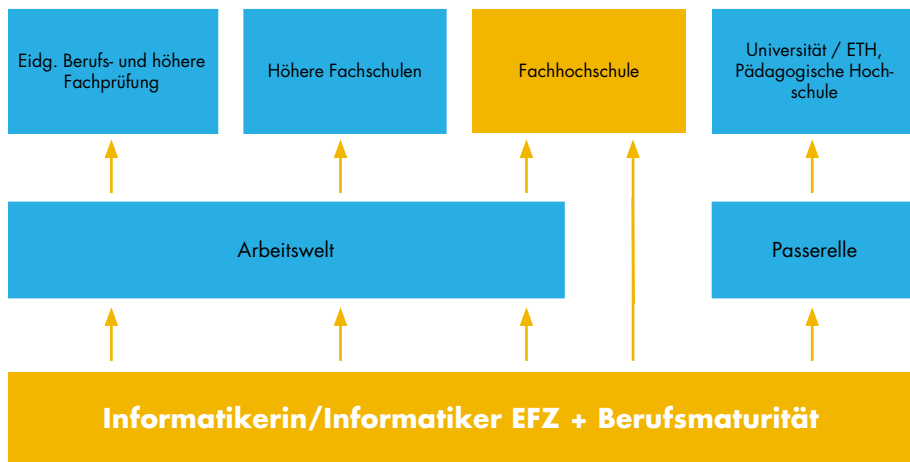 Eidg. Berufs- und höhere
Fachprüfung
Höhere Fachschulen
Fachhochschule
Universität / ETH,
Pädagogische Hoch-
schule
Arbeitswelt
Passerelle
Informatikerin/Informatiker EFZ + Berufsmaturität